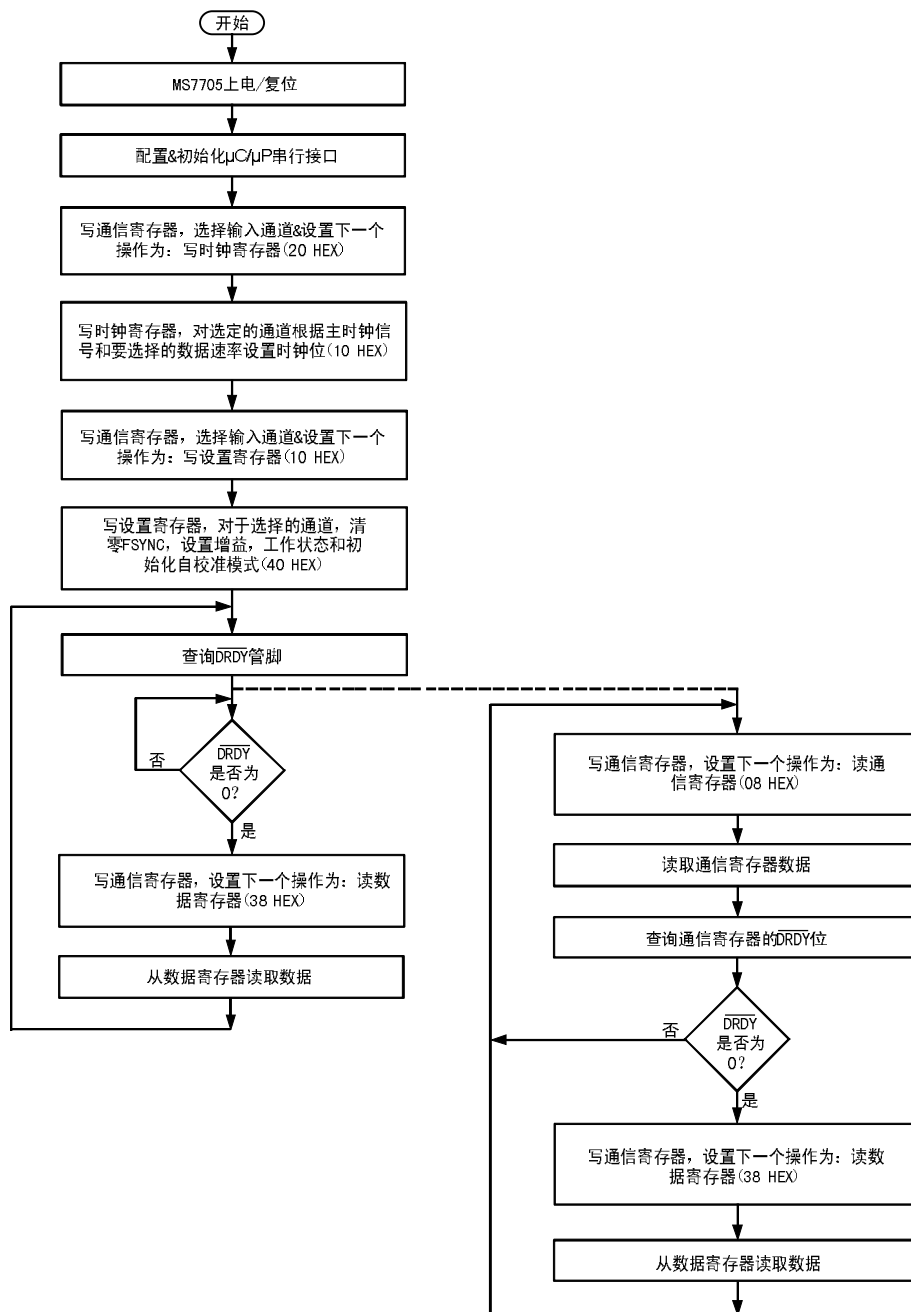 开始
MS7705上电/复位
配置&初始化μC/μP串行接口
写通信寄存器，选择输入通道&设置下一个
操作为：写时钟寄存器(20 HEX)
写时钟寄存器，对选定的通道根据主时钟信
号和要选择的数据速率设置时钟位(10 HEX)
写通信寄存器，选择输入通道&设置下一个
操作为：写设置寄存器(10 HEX)
写设置寄存器，对于选择的通道，清
零FSYNC，设置增益，工作状态和初
始化自校准模式(40 HEX)
查询DRDY管脚
DRDY
是否为
0?
否
是
写通信寄存器，设置下一个操作为：读数
据寄存器(38 HEX)
从数据寄存器读取数据
写通信寄存器，设置下一个操作为：读通
信寄存器(08 HEX)
读取通信寄存器数据
查询通信寄存器的DRDY位
DRDY
是否为
0?
否
是
写通信寄存器，设置下一个操作为：读数
据寄存器(38 HEX)
从数据寄存器读取数据